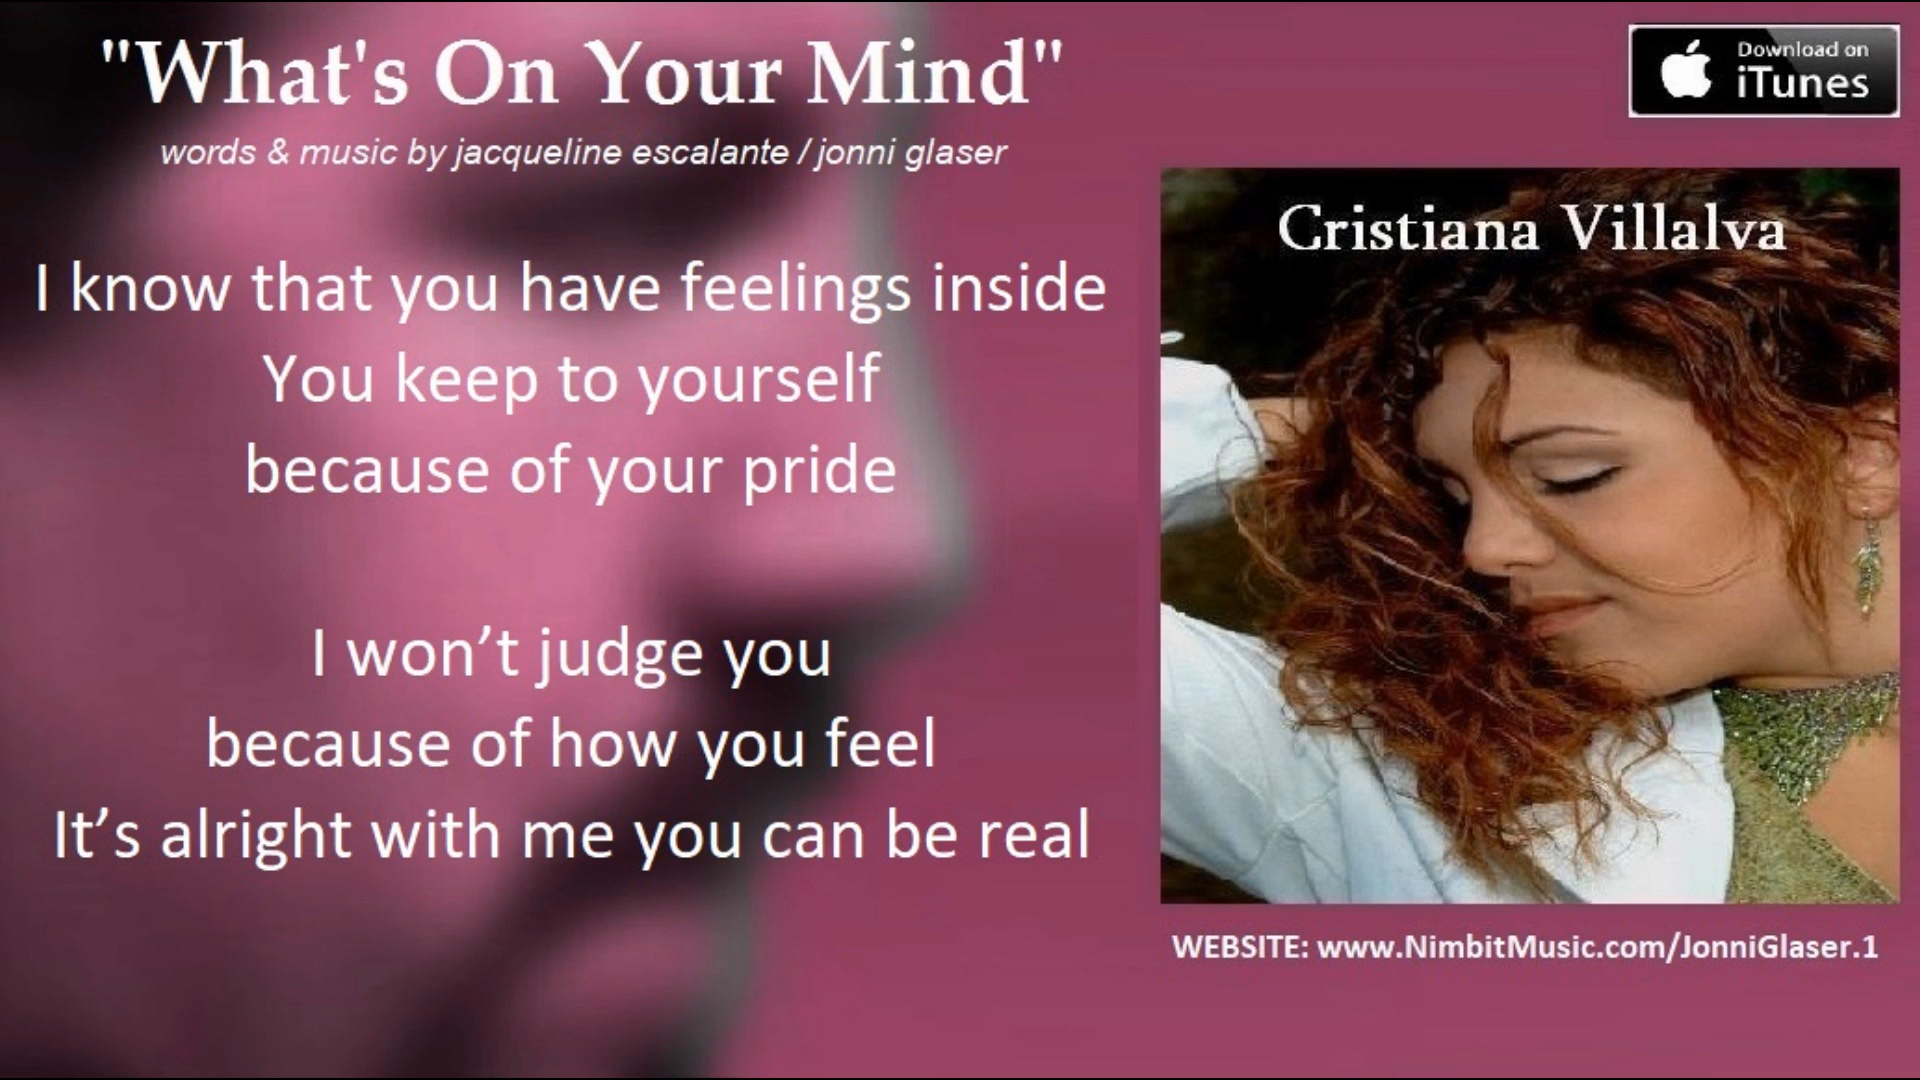 "What's On Your Mind"
words & music by jacqueline escalante / jonni glaser
I know that you have feelings inside
You keep to yourself
because of your pride
I won’t judge you
because of how you feel
It’s alright with me you can be real
Download on
iTunes
Cristiana Villalva
WEBSITE: www.NimbitMusic.com/JonniGlaser.1